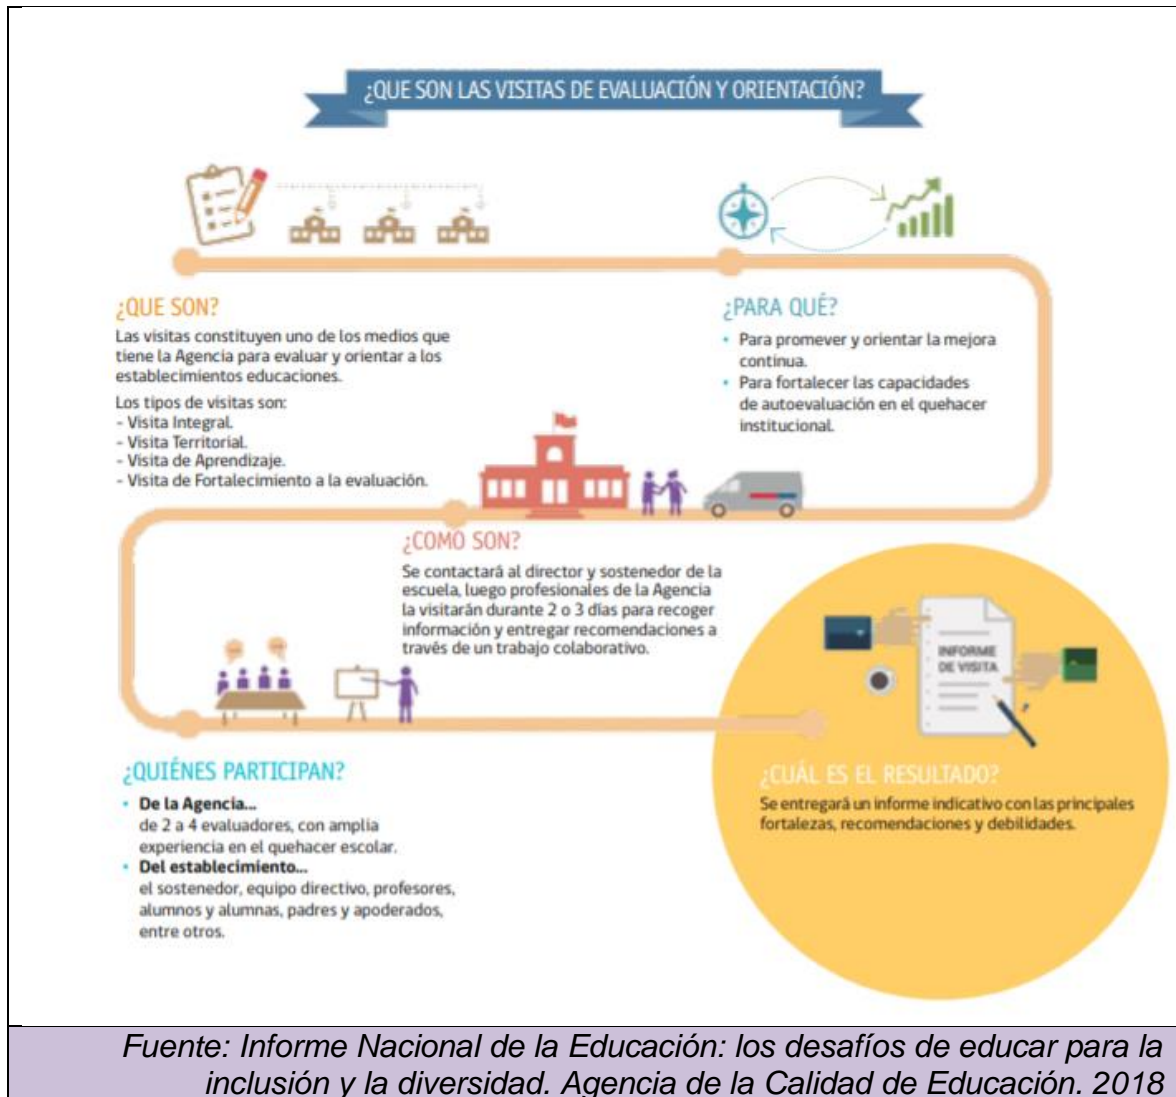 ¿QUE SON LAS VISITAS DE EVALUACIÓN Y ORIENTACIÓN?
¿QUE SON?
Las visitas constituyen uno de los medios que
tiene la Agencia para evaluar y orientar a los
establecimientos educaciones.
Los tipos de visitas son:
- Visita Integral.
- Visita Territorial.
- Visita de Aprendizaje.
- Visita de Fortalecimiento a la evaluación.
¿PARA QUÉ?
• Para promover y orientar la mejora
continua.
• Para fortalecer las capacidades
de autoevaluación en el quehacer
institucional.
¿COMO SON?
Se contactará al director y sostenedor de la
escuela, luego profesionales de la Agencia
la visitarán durante 2 o 3 días para recoger
información y entregar recomendaciones a
través de un trabajo colaborativo.
¿QUIÉNES PARTICIPAN?
• De la Agencia...
de 2 a 4 evaluadores, con amplia
experiencia en el quehacer escolar.
• Del establecimiento...
el sostenedor, equipo directivo, profesores,
alumnos y alumnas, padres y apoderados,
entre otros.
INFORME
DE VISITA
¿CUÁL ES EL RESULTADO?
Se entregará un informe indicativo con las principales
fortalezas, recomendaciones y debilidades.
Fuente: Informe Nacional de la Educación: los desafíos de educar para la
inclusión y la diversidad. Agencia de la Calidad de Educación. 2018